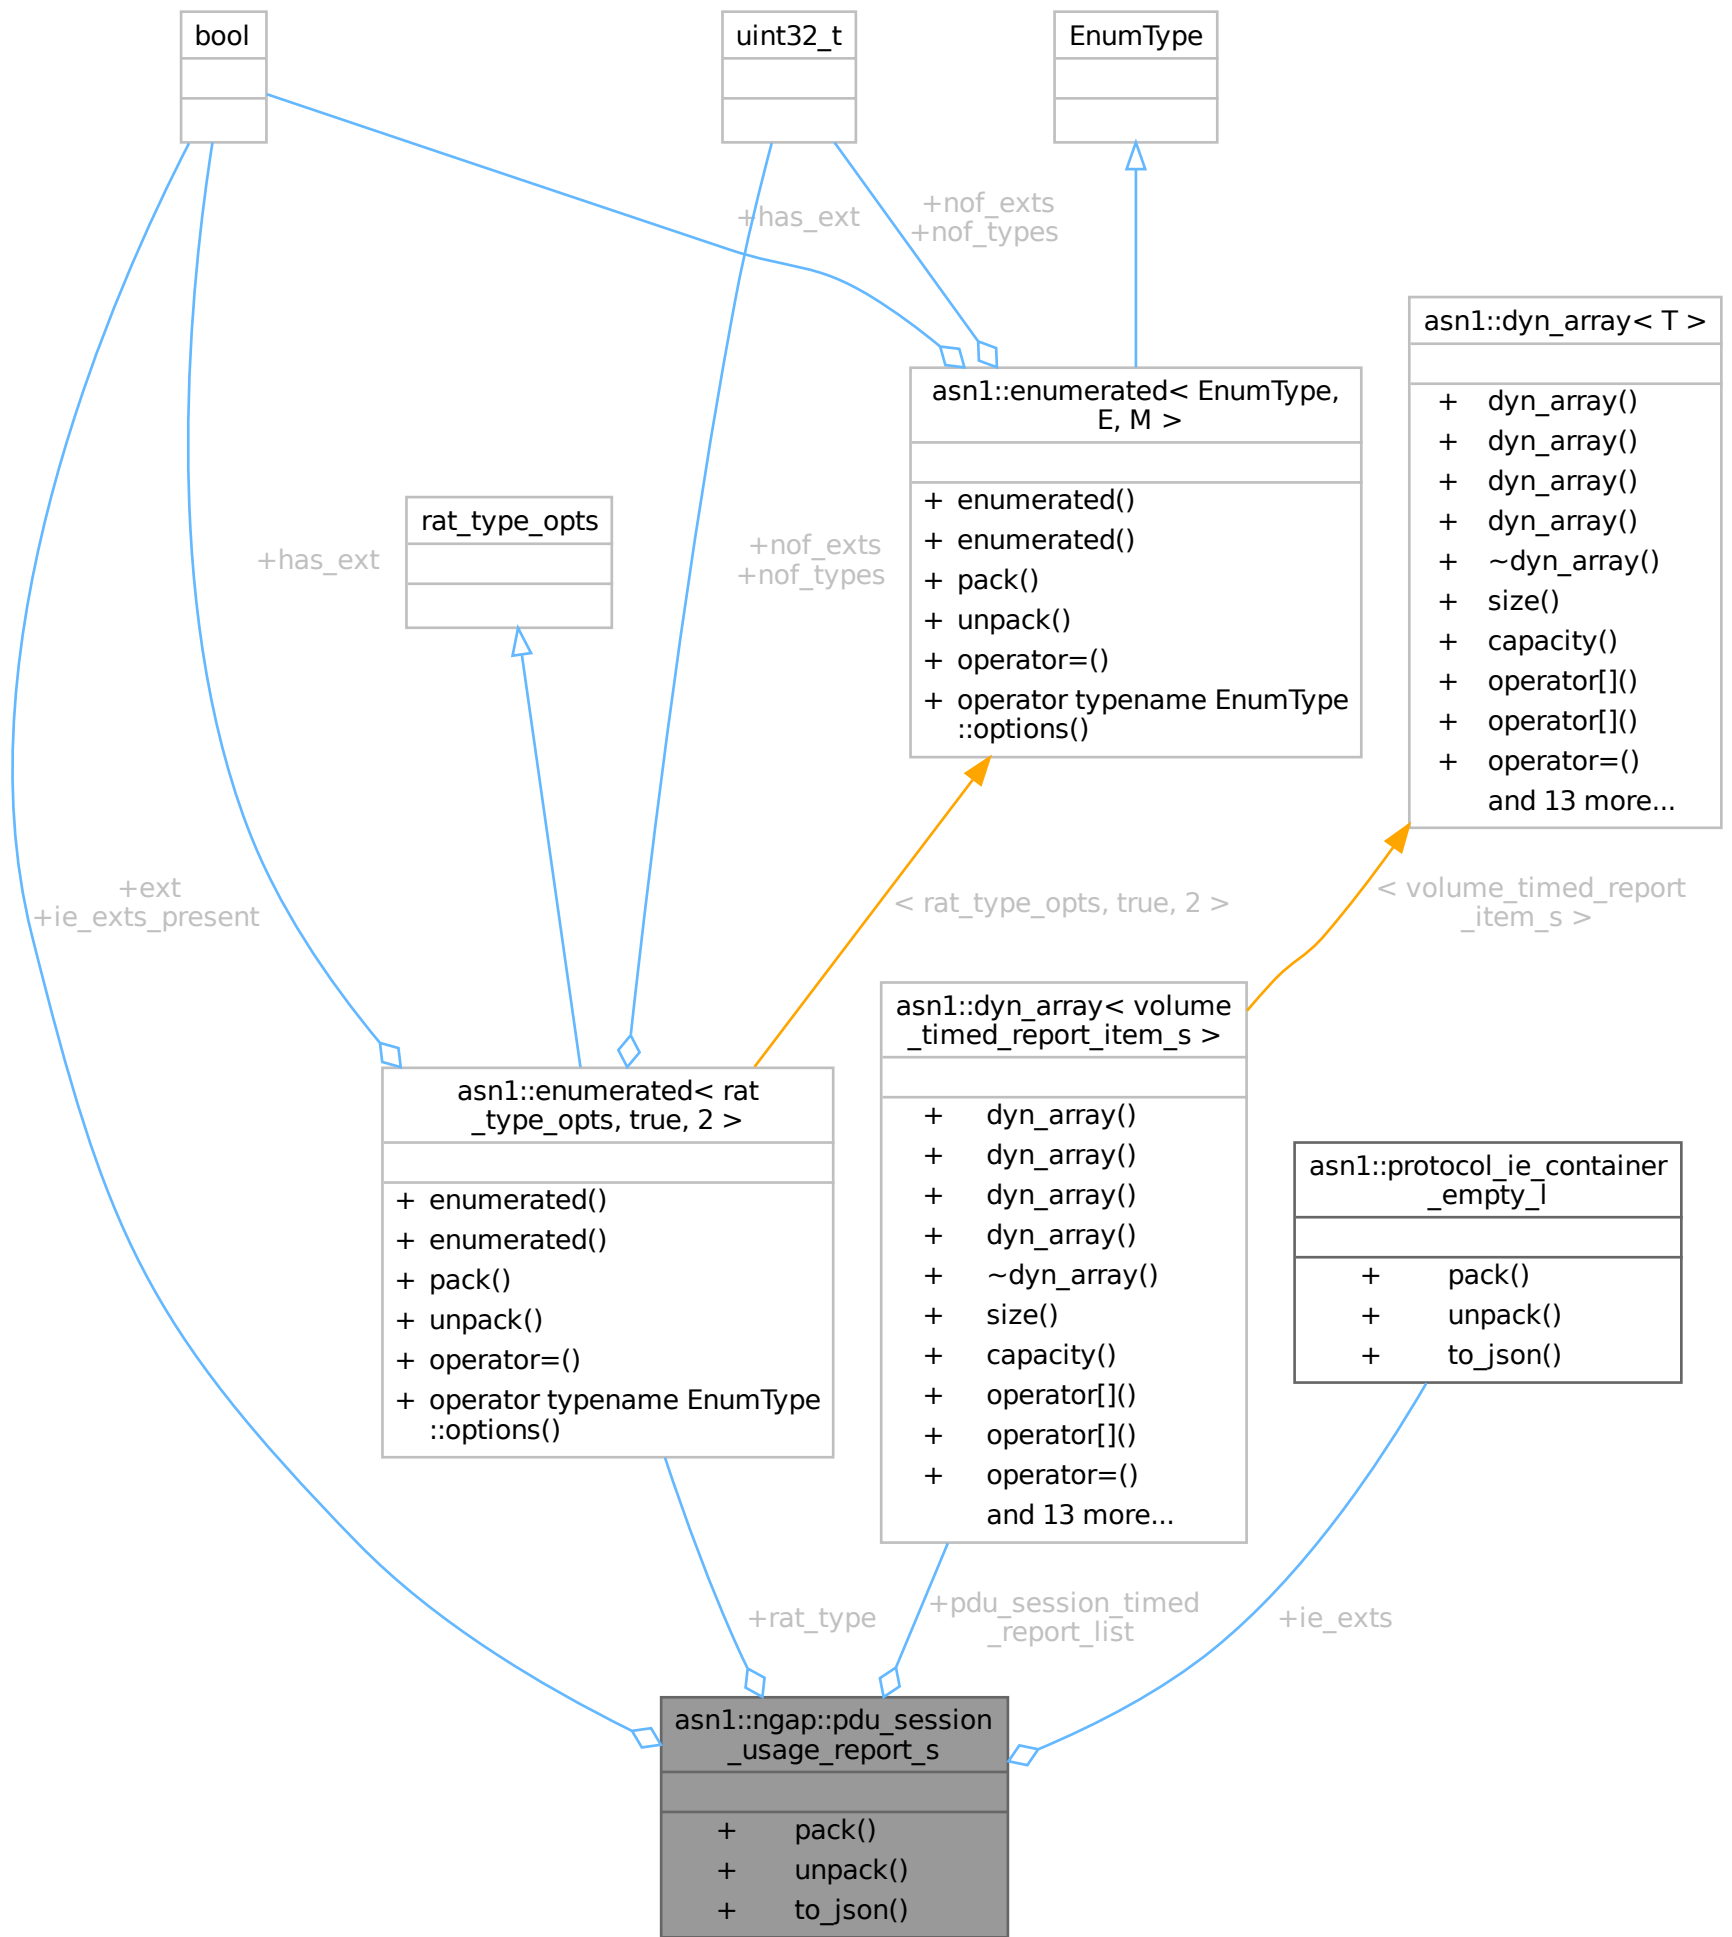 bool
uint32_t
EnumType
+has_ext
+nof_exts
+nof_types
asn1::dyn_array< T >
+ dyn_array()
+ dyn_array()
+ dyn_array()
+ dyn_array()
+ ~dyn_array()
+ size()
+ capacity()
+ operator[]()
+ operator[]()
+ operator=()
and 13 more...
asn1::enumerated< EnumType,
E, M >
+ enumerated()
+ enumerated()
+ pack()
+ unpack()
+ operator=()
+ operator typename EnumType
::options()
rat_type_opts
+has_ext
+nof_exts
+nof_types
+ext
+ie_exts_present
< rat_type_opts, true, 2 >
< volume_timed_report
_item_s >
asn1::enumerated< rat
_type_opts, true, 2 >
+ enumerated()
+ enumerated()
+ pack()
+ unpack()
+ operator=()
+ operator typename EnumType
::options()
asn1::dyn_array< volume
_timed_report_item_s >
+ dyn_array()
+ dyn_array()
+ dyn_array()
+ dyn_array()
+ ~dyn_array()
+ size()
+ capacity()
+ operator[]()
+ operator[]()
+ operator=()
and 13 more...
asn1::protocol_ie_container
_empty_l
+ pack()
+ unpack()
+ to_json()
+rat_type
+pdu_session_timed
_report_list
+ie_exts
asn1::ngap::pdu_session
_usage_report_s
+ pack()
+ unpack()
+ to_json()